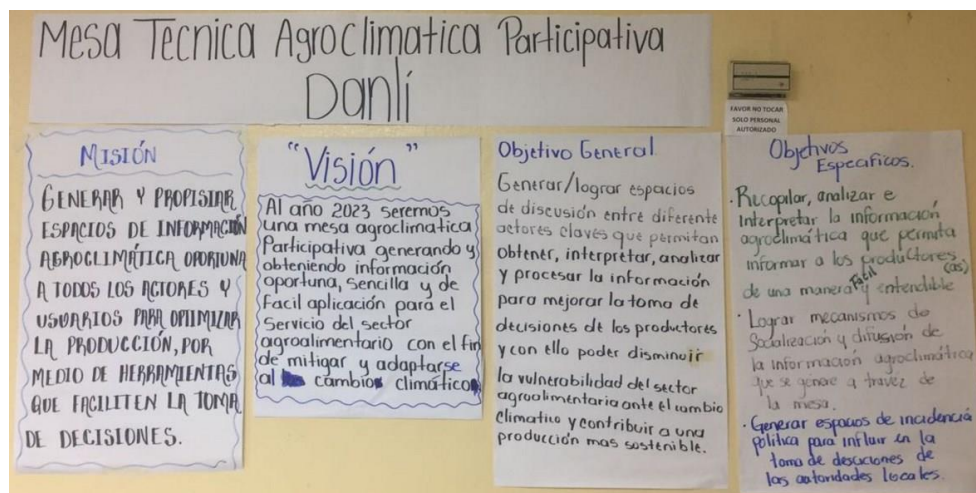 Mesa Tecnica Agroclimatica Participativa
Danlí
FAVOR NO TOCAR
SOLO PERSONAL
AUTORIZADO
MISIÓN
GENERAR Y PROPISIAR
ESPACIOS DE INFORMACIÓN
AGROCLIMÁTICA OPORTUNA
A TODOS LOS ACTORES Y
USUARIOS PARA OPTIMIZAR
LA PRODUCCIÓN, POR
MEDIO DE HERRAMIENTAS
QUE FACILITEN LA TOMA
DE DECISIONES.
"Visión"
Al año 2023 seremos
una mesa agroclimatica
Participativa generando y
obteniendo información
oportuna, sencilla y de
Facil aplicación para el
Servicio del sector
agroalimentario con el fin
de mitigar y adaptarse
al cambio climático
Objetivo General
Generar/lograr espacios
de discusión entre diferente
actores claves que permitan
obtener, interpretar, analizar
y procesar la información
para mejorar la toma de
decisiones de los productores
y con ello poder disminuir
la vulnerabilidad del sector
agroalimentaria ante el cambio
climatico y contribuir a una
producción mas sostenible.
Objetivos
Especificos.
· Recopilar, analizar e
Interpretar la información
agroclimática que permita
informar a los productores (as)
de una manera Facil y entendible
· Lograr mecanismos de
Socialización y difusión de
la información agroclimática
que se génere a travéz de
la mesa.
· Generar espacios de incidencia
política para influir en la
toma de desiciones de
las autoridades locales.